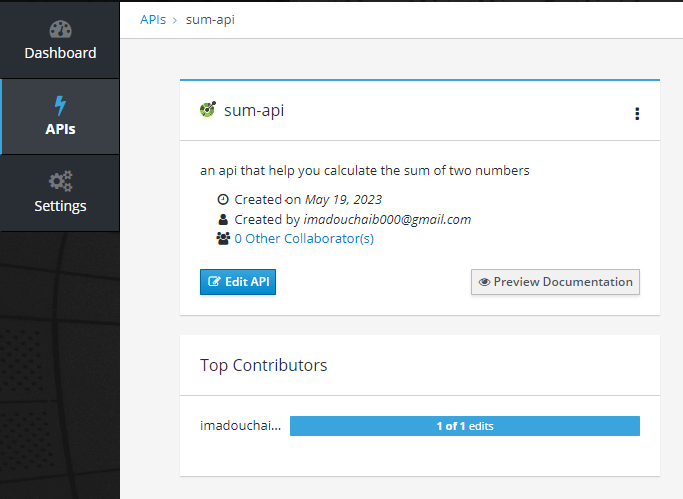 APIs › sum-api
Dashboard
APIs
Settings
sum-api
an api that help you calculate the sum of two numbers
Created on May 19, 2023
Created by imadouchaib000@gmail.com
0 Other Collaborator(s)
Edit API
Preview Documentation
Top Contributors
imadouchai... 1 of 1 edits